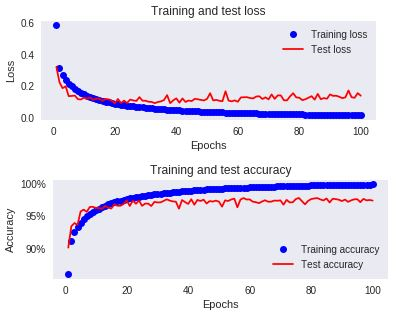 Training and test loss
0.6
0.4
0.2
0.0
Loss
Training loss
Test loss
0 20 40 60 80 100
Epochs
Training and test accuracy
100%
95%
90%
Accuracy
Training accuracy
Test accuracy
0 20 40 60 80 100
Epochs